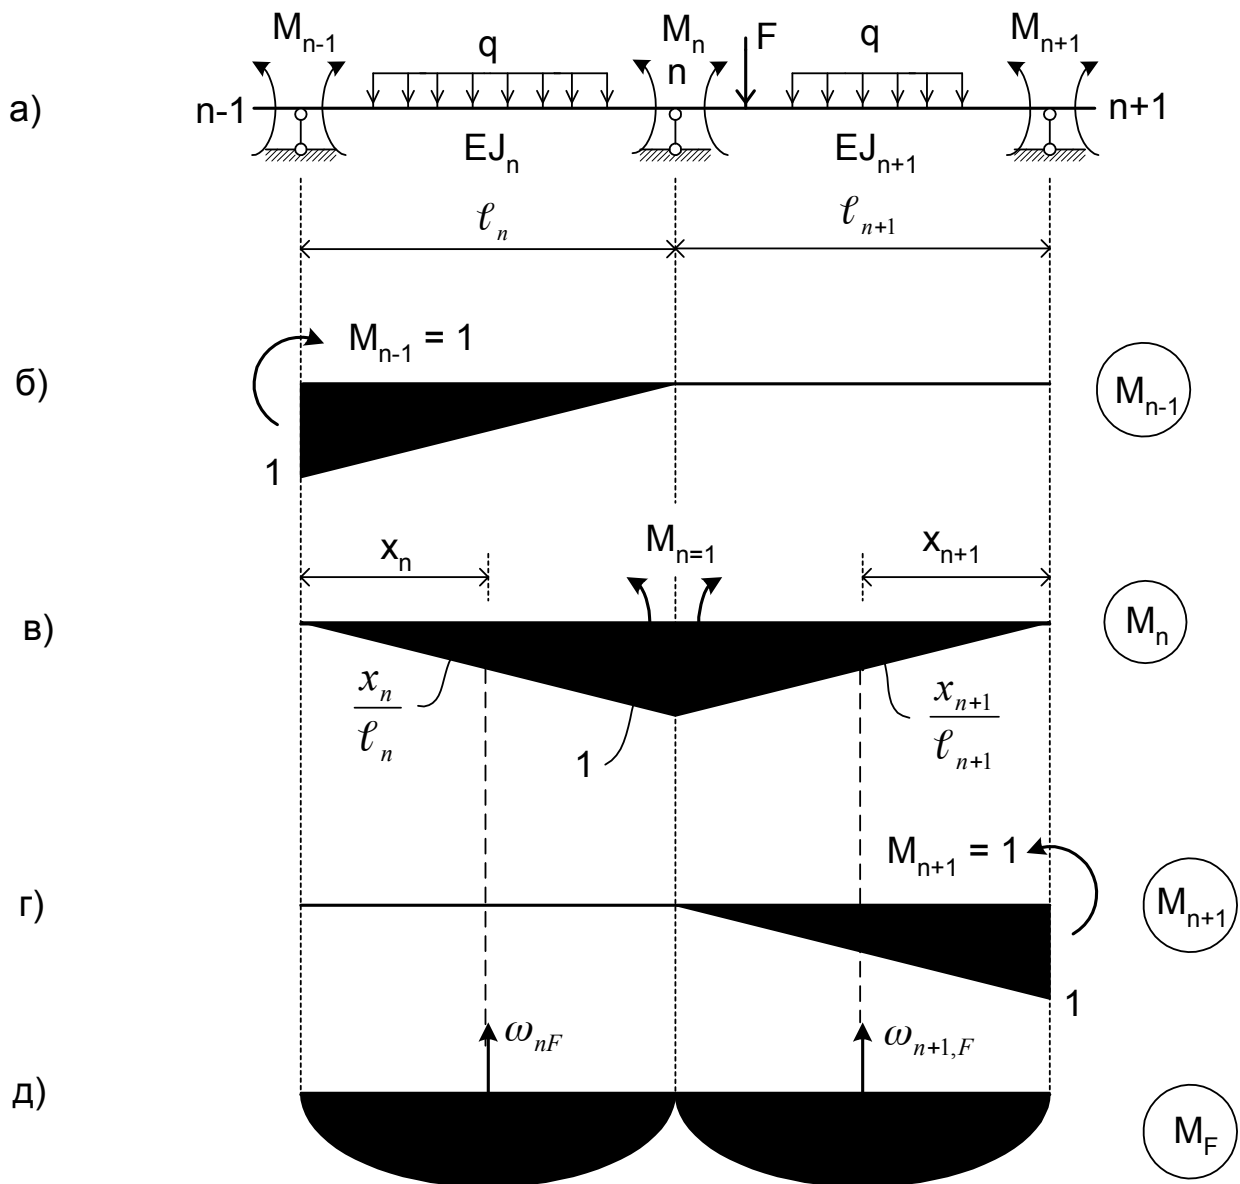 M_{n-1} M_n M_{n+1}
q n F q
а) n-1 n+1
EJ_n EJ_{n+1}
ℓ_n ℓ_{n+1}
M_{n-1} = 1
б) M_{n-1}
1
x_n M_{n=1} x_{n+1}
в) M_n
x_n/ℓ_n 1 x_{n+1}/ℓ_{n+1}
M_{n+1} = 1
г) M_{n+1}
1
ω_{nF} ω_{n+1,F}
д) M_F